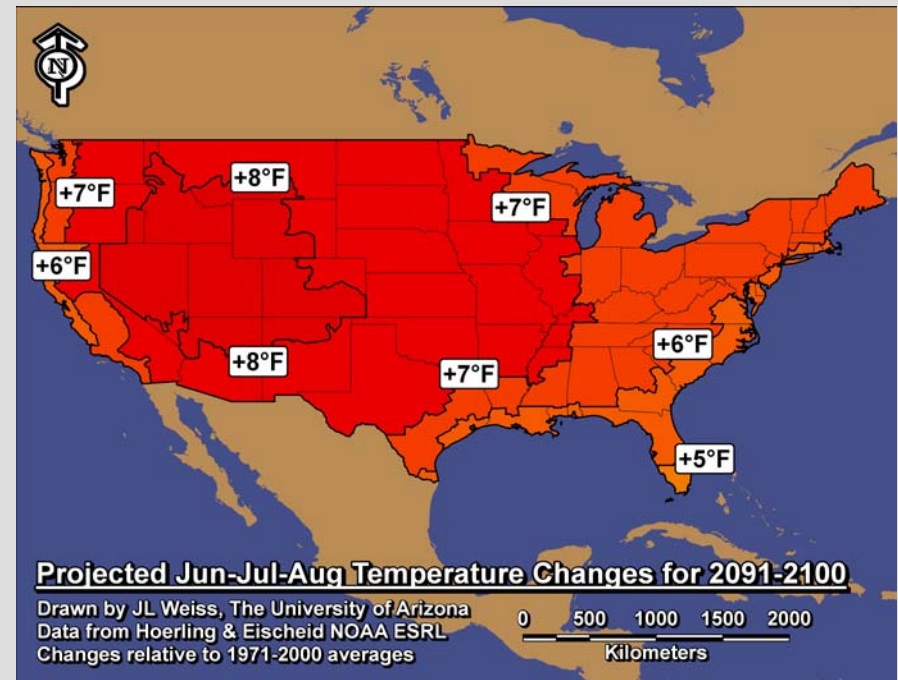 N
+8°F
+7°F
+7°F
+6°F
+6°F
+8°F
+7°F
+5°F
Projected Jun-Jul-Aug Temperature Changes for 2091-2100
Drawn by JL Weiss, The University of Arizona
Data from Hoerling & Eischeid NOAA ESRL
Changes relative to 1971-2000 averages
0 500 1000 1500 2000
Kilometers